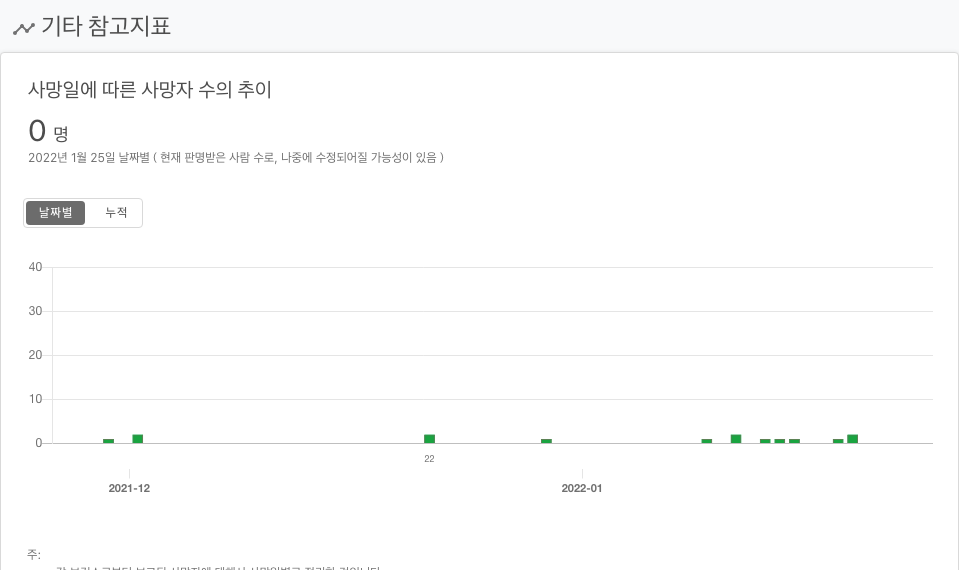 기타 참고지표
사망일에 따른 사망자 수의 추이
0 명
2022년 1월 25일 날짜별 ( 현재 판명받은 사람 수로, 나중에 수정되어질 가능성이 있음 )
날짜별 누적
40
30
20
10
0
22
2021-12 2022-01
주: